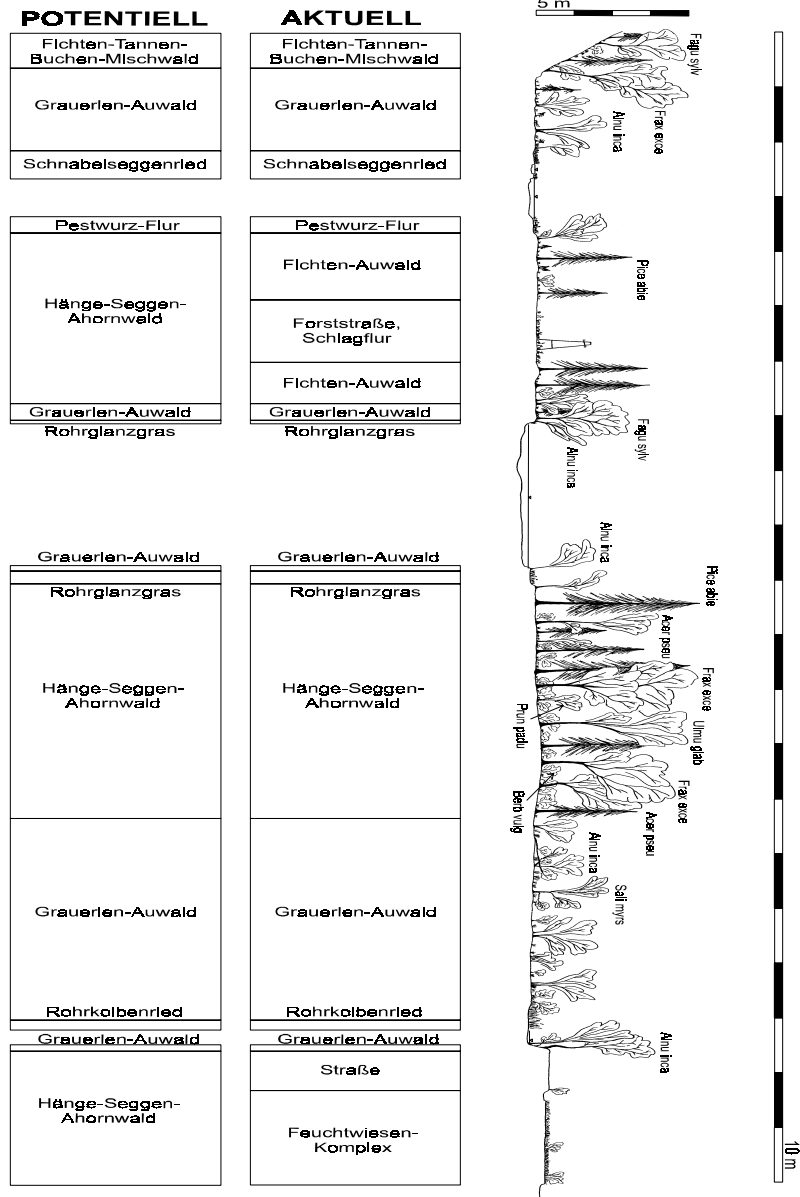 POTENTIELL
Fichten-Tannen-
Buchen-Mischwald
Grauerlen-Auwald
Schnabelseggenried
Pestwurz-Flur
Hänge-Seggen-
Ahornwald
Grauerlen-Auwald
Rohrglanzgras
Grauerlen-Auwald
Rohrglanzgras
Hänge-Seggen-
Ahornwald
Grauerlen-Auwald
Rohrkolbenried
Grauerlen-Auwald
Hänge-Seggen-
Ahornwald
AKTUELL
Fichten-Tannen-
Buchen-Mischwald
Grauerlen-Auwald
Schnabelseggenried
Pestwurz-Flur
Fichten-Auwald
Forststraße,
Schlagflur
Fichten-Auwald
Grauerlen-Auwald
Rohrglanzgras
Grauerlen-Auwald
Rohrglanzgras
Hänge-Seggen-
Ahornwald
Grauerlen-Auwald
Rohrkolbenried
Grauerlen-Auwald
Straße
Feuchtwiesen-
Komplex
5 m
Fagu sylv
Frax exce
Alnu inca
Pice abie
Fagu sylv
Alnu inca
Alnu inca
Pice abie
Acer pseu
Frax exce
Prun padu
Ulmu glab
Frax exce
Berb vulg
Acer pseu
Alnu inca
Sali myrs
Alnu inca
10 m